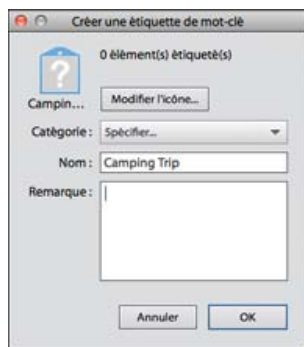 Créer une étiquette de mot-clé
?
0 élément(s) étiqueté(s)
Campin...
Modifier l'icône...
Catégorie : Spécifier...
Nom : Camping Trip
Remarque :
Annuler OK